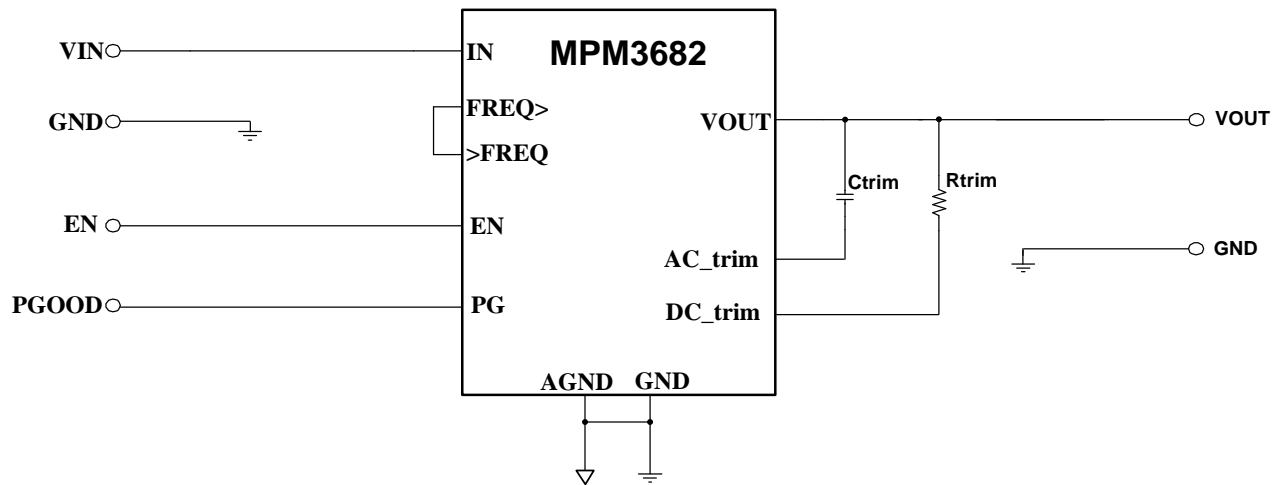 MPM3682
VIN
IN
FREQ>
GND
VOUT
VOUT
>FREQ
Ctrim
Rtrim
EN
EN
GND
AC_trim
PGOOD
PG
DC_trim
AGND
GND